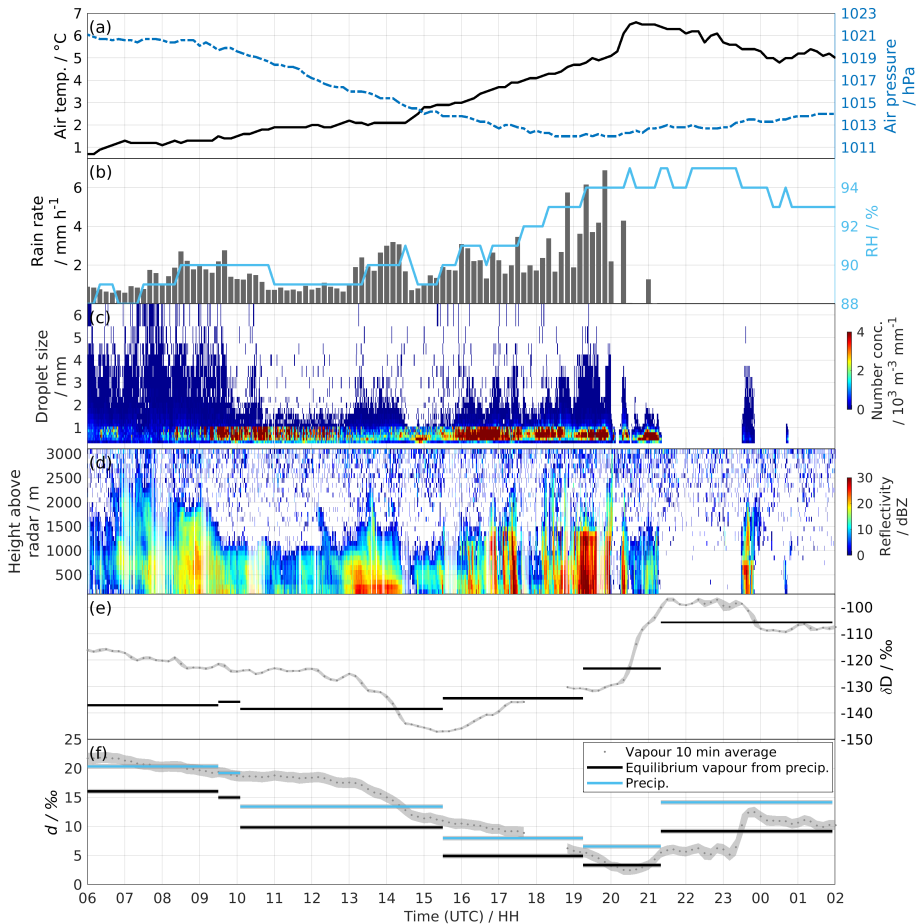 (a)
7
6
5
4
3
2
1
Air temp. / °C
1023
1021
1019
1017
1015
1013
1011
Air pressure
/ hPa
(b)
6
4
2
Rain rate
/ mm h-1
94
92
90
88
RH / %
(c)
6
5
4
3
2
1
Droplet size
/ mm
4
2
0
Number conc.
/ 10³ m⁻³ mm⁻¹
(d)
3000
2500
2000
1500
1000
500
Height above
radar / m
30
20
10
0
Reflectivity
/ dBZ
(e)
-100
-110
-120
-130
-140
-150
δD / ‰
(f)
25
20
15
10
5
0
d / ‰
Vapour 10 min average
Equilibrium vapour from precip.
Precip.
06 07 08 09 10 11 12 13 14 15 16 17 18 19 20 21 22 23 00 01 02
Time (UTC) / HH